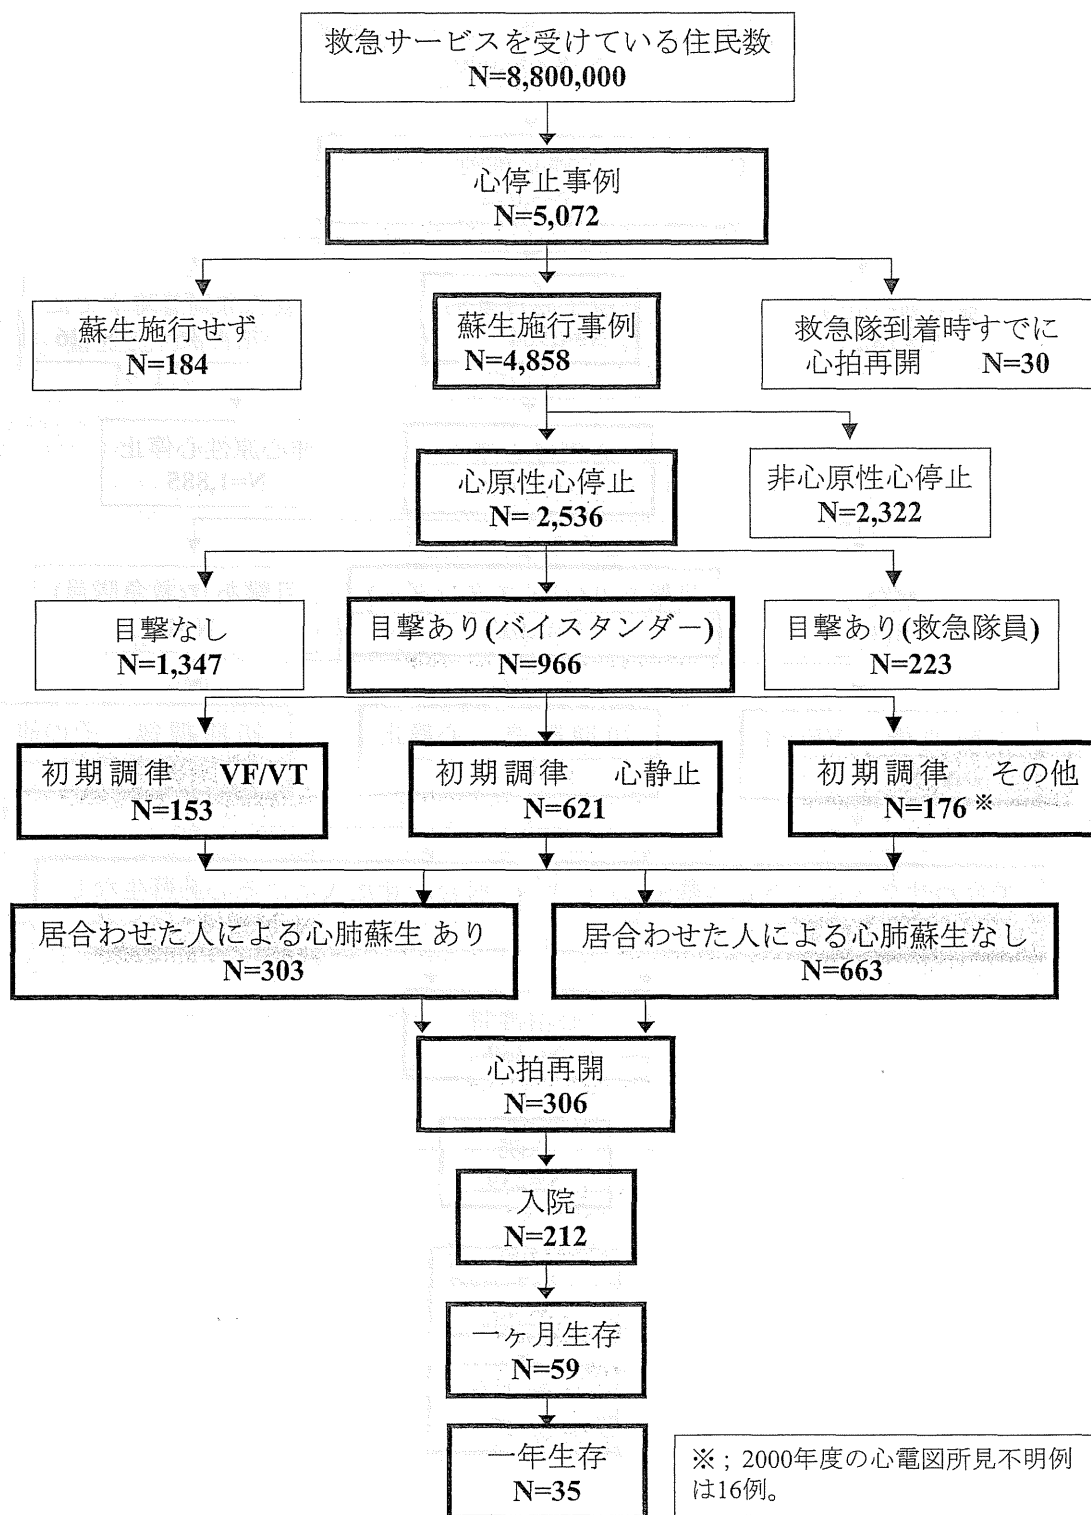 救急サービスを受けている住民数
N=8,800,000
心停止事例
N=5,072
蘇生施行せず
N=184
蘇生施行事例
N=4,858
救急隊到着時すでに
心拍再開 N=30
心原性心停止
N= 2,536
非心原性心停止
N=2,322
目撃なし
N=1,347
目撃あり(バイスタンダー)
N=966
目撃あり(救急隊員)
N=223
初期調律 VF/VT
N=153
初期調律 心静止
N=621
初期調律 その他
N=176 ※
居合わせた人による心肺蘇生 あり
N=303
居合わせた人による心肺蘇生なし
N=663
心拍再開
N=306
入院
N=212
一ヶ月生存
N=59
一年生存
N=35
※ ; 2000年度の心電図所見不明例
は16例。